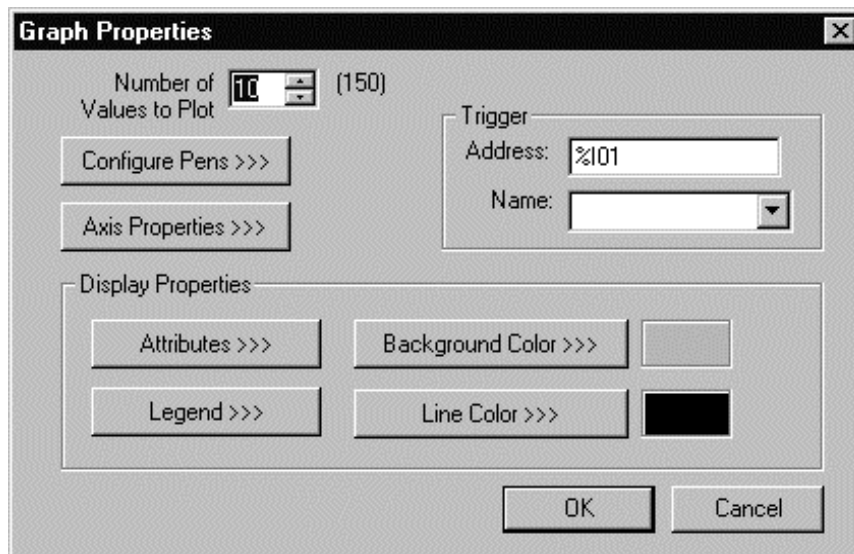 Graph Properties
Number of 10 (150)
Values to Plot
Trigger
Configure Pens >>>
Address: %I01
Name:
Axis Properties >>>
Display Properties
Attributes >>> Background Color >>>
Legend >>> Line Color >>>
OK Cancel